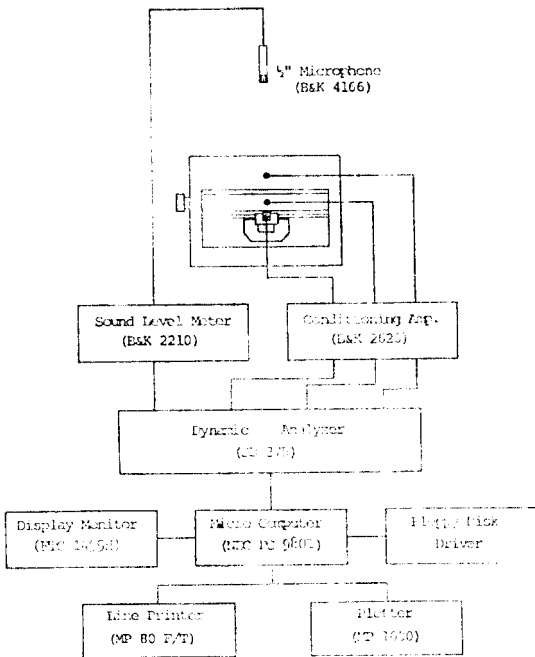 ½" Microphone
(B&K 4166)
Sound Level Meter
(B&K 2210)
Conditioning Amp.
Dynamic Analyzer
Display Monitor
Micro Computer
(NEC PC 9801)
Floppy Disk
Driver
Line Printer
(MP 80 F/T)
Plotter